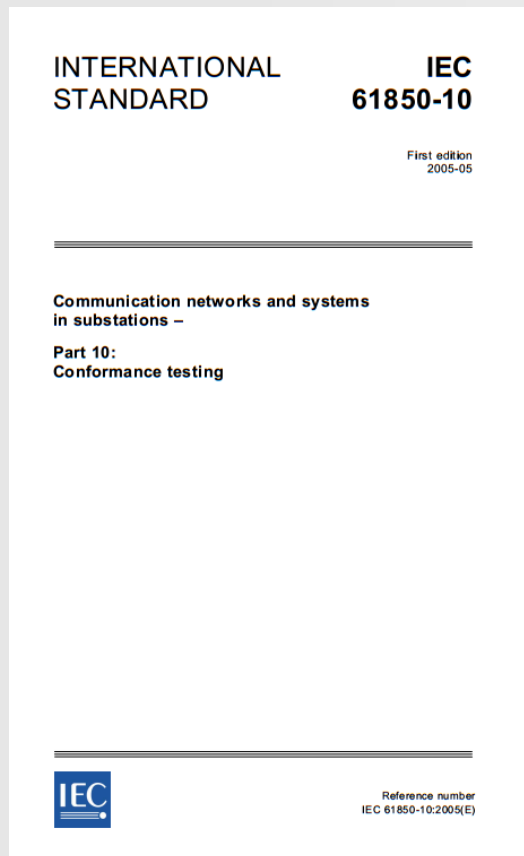 INTERNATIONAL
STANDARD
IEC
61850-10
First edition
2005-05
Communication networks and systems
in substations –
Part 10:
Conformance testing
IEC
Reference number
IEC 61850-10:2005(E)